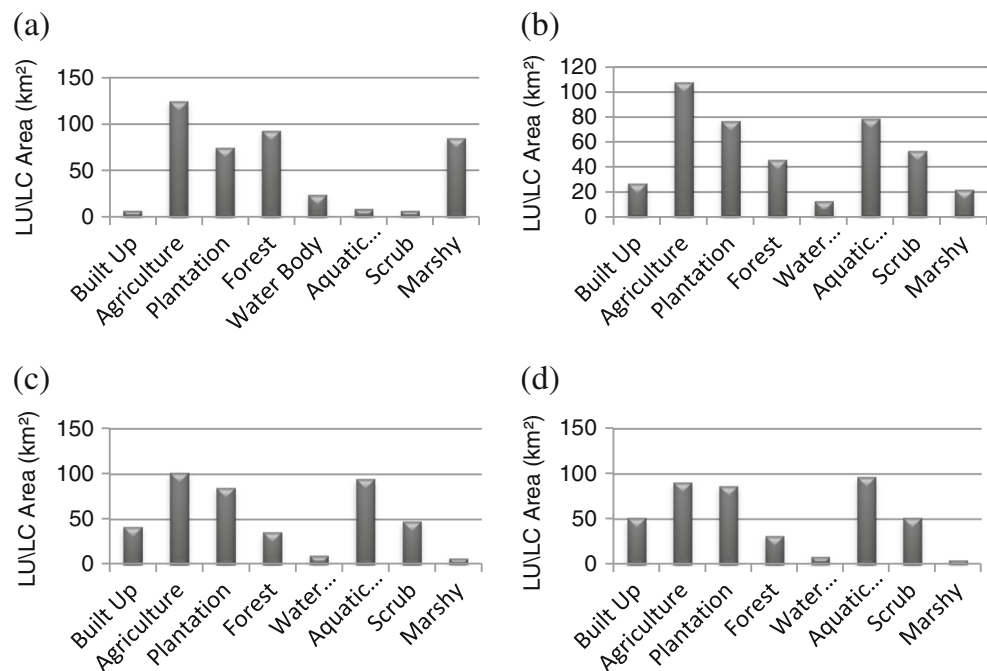 (a)
LU\LC Area (km²)
150
100
50
0
Built Up
Agriculture
Plantation
Forest
Water Body
Aquatic...
Scrub
Marshy
(b)
LU\LC Area (km²)
120
100
80
60
40
20
0
Built Up
Agriculture
Plantation
Forest
Water...
Aquatic...
Scrub
Marshy
(c)
LU\LC Area (km²)
150
100
50
0
Built Up
Agriculture
Plantation
Forest
Water...
Aquatic...
Scrub
Marshy
(d)
LU\LC Area (km²)
150
100
50
0
Built Up
Agriculture
Plantation
Forest
Water...
Aquatic...
Scrub
Marshy